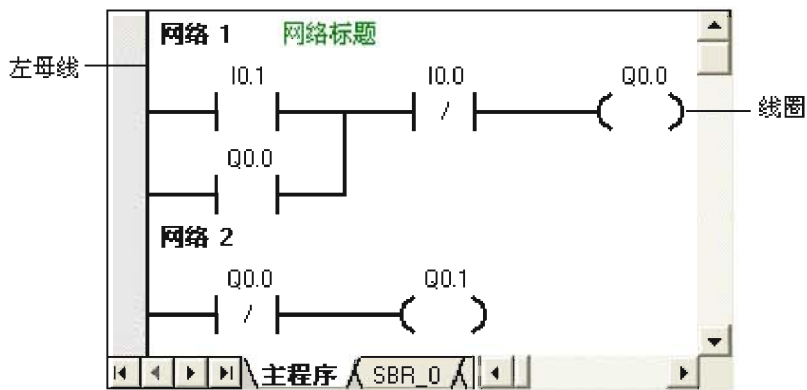 网络 1 网络标题
左母线
I0.1 I0.0 Q0.0
/
线圈
Q0.0
网络 2
Q0.0 Q0.1
/
主程序 SBR_0